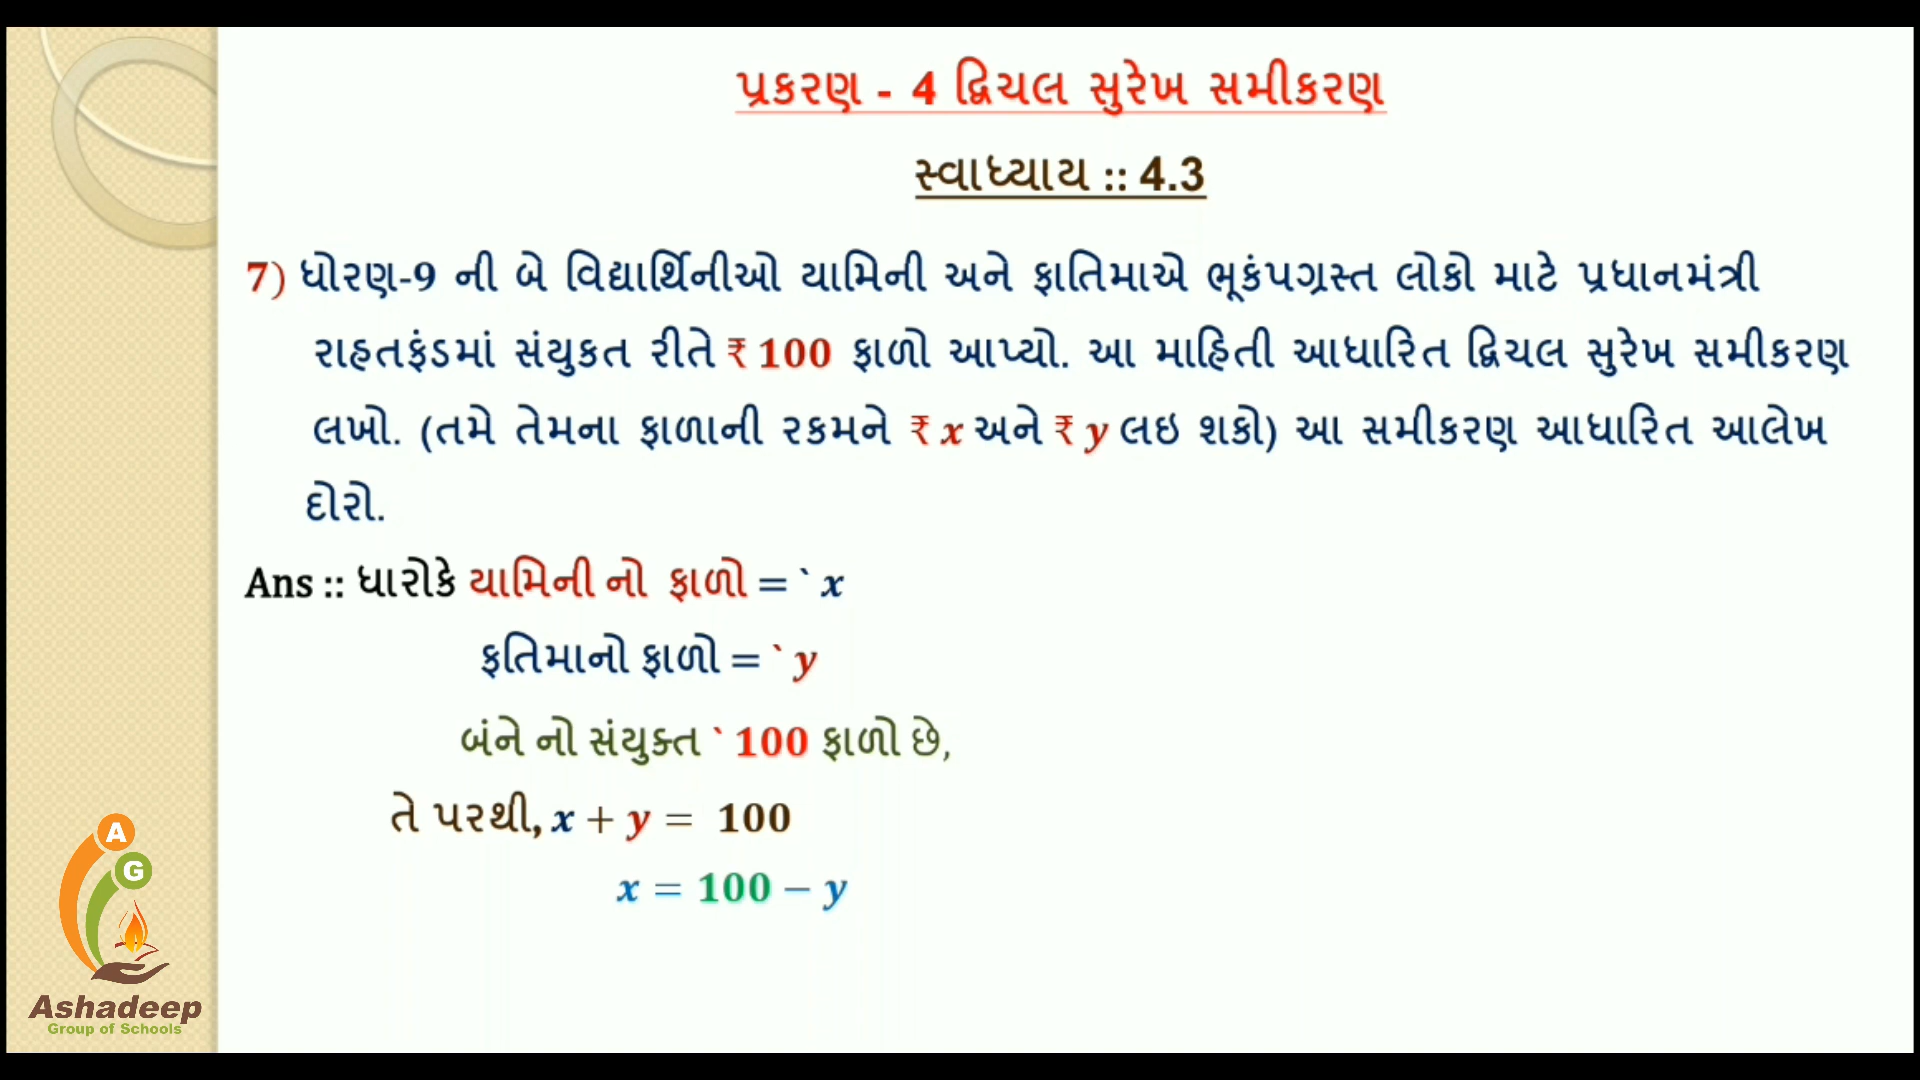 પ્રકરણ - 4 દ્વિચલ સુરેખ સમીકરણ
સ્વાધ્યાય :: 4.3
7) ધોરણ-9 ની બે વિદ્યાર્થિનીઓ યામિની અને ફાતિમાએ ભૂકંપગ્રસ્ત લોકો માટે પ્રધાનમંત્રી
રાહતફંડમાં સંયુકત રીતે ₹ 100 ફાળો આપ્યો. આ માહિતી આધારિત દ્વિચલ સુરેખ સમીકરણ
લખો. (તમે તેમના ફાળાની રકમને ₹ x અને ₹ y લઇ શકો) આ સમીકરણ આધારિત આલેખ
દોરો.
Ans :: ધારોકે યામિની નો ફાળો = ` x
ફતિમાનો ફાળો = ` y
બંને નો સંયુક્ત ` 100 ફાળો છે,
તે પરથી, x + y = 100
x = 100 − y
A
G
Ashadeep
Group of Schools